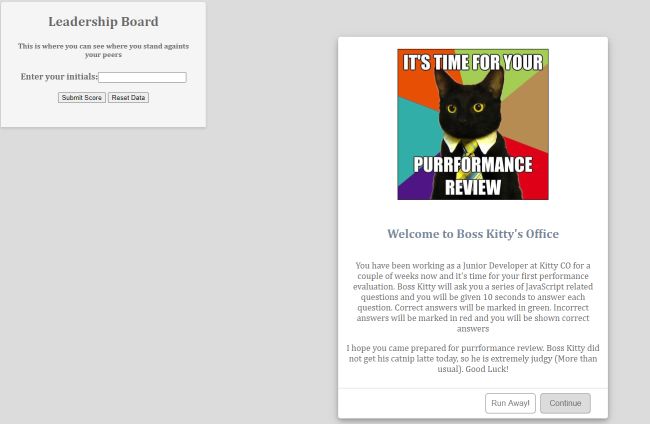 Leadership Board
This is where you can see where you stand againts
your peers
Enter your initials:
Submit Score Reset Data
IT'S TIME FOR YOUR
PURRFORMANCE
REVIEW
Welcome to Boss Kitty's Office
You have been working as a Junior Developer at Kitty CO for a
couple of weeks now and it's time for your first performance
evaluation. Boss Kitty will ask you a series of JavaScript related
questions and you will be given 10 seconds to answer each
question. Correct answers will be marked in green. Incorrect
answers will be marked in red and you will be shown correct
answers
I hope you came prepared for purrformance review. Boss Kitty did
not get his catnip latte today, so he is extremely judgy (More than
usual). Good Luck!
Run Away! Continue